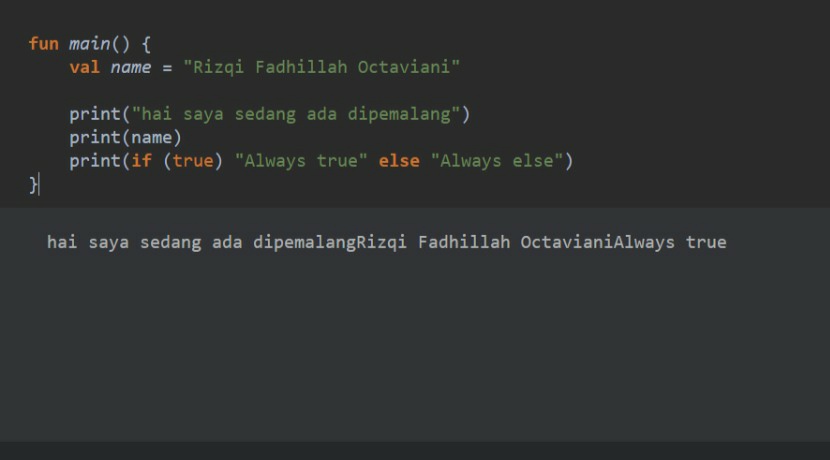 fun main() {
    val name = "Rizqi Fadhillah Octaviani"
    print("hai saya sedang ada dipemalang")
    print(name)
    print(if (true) "Always true" else "Always else")
}
hai saya sedang ada dipemalangRizqi Fadhillah OctavianiAlways true